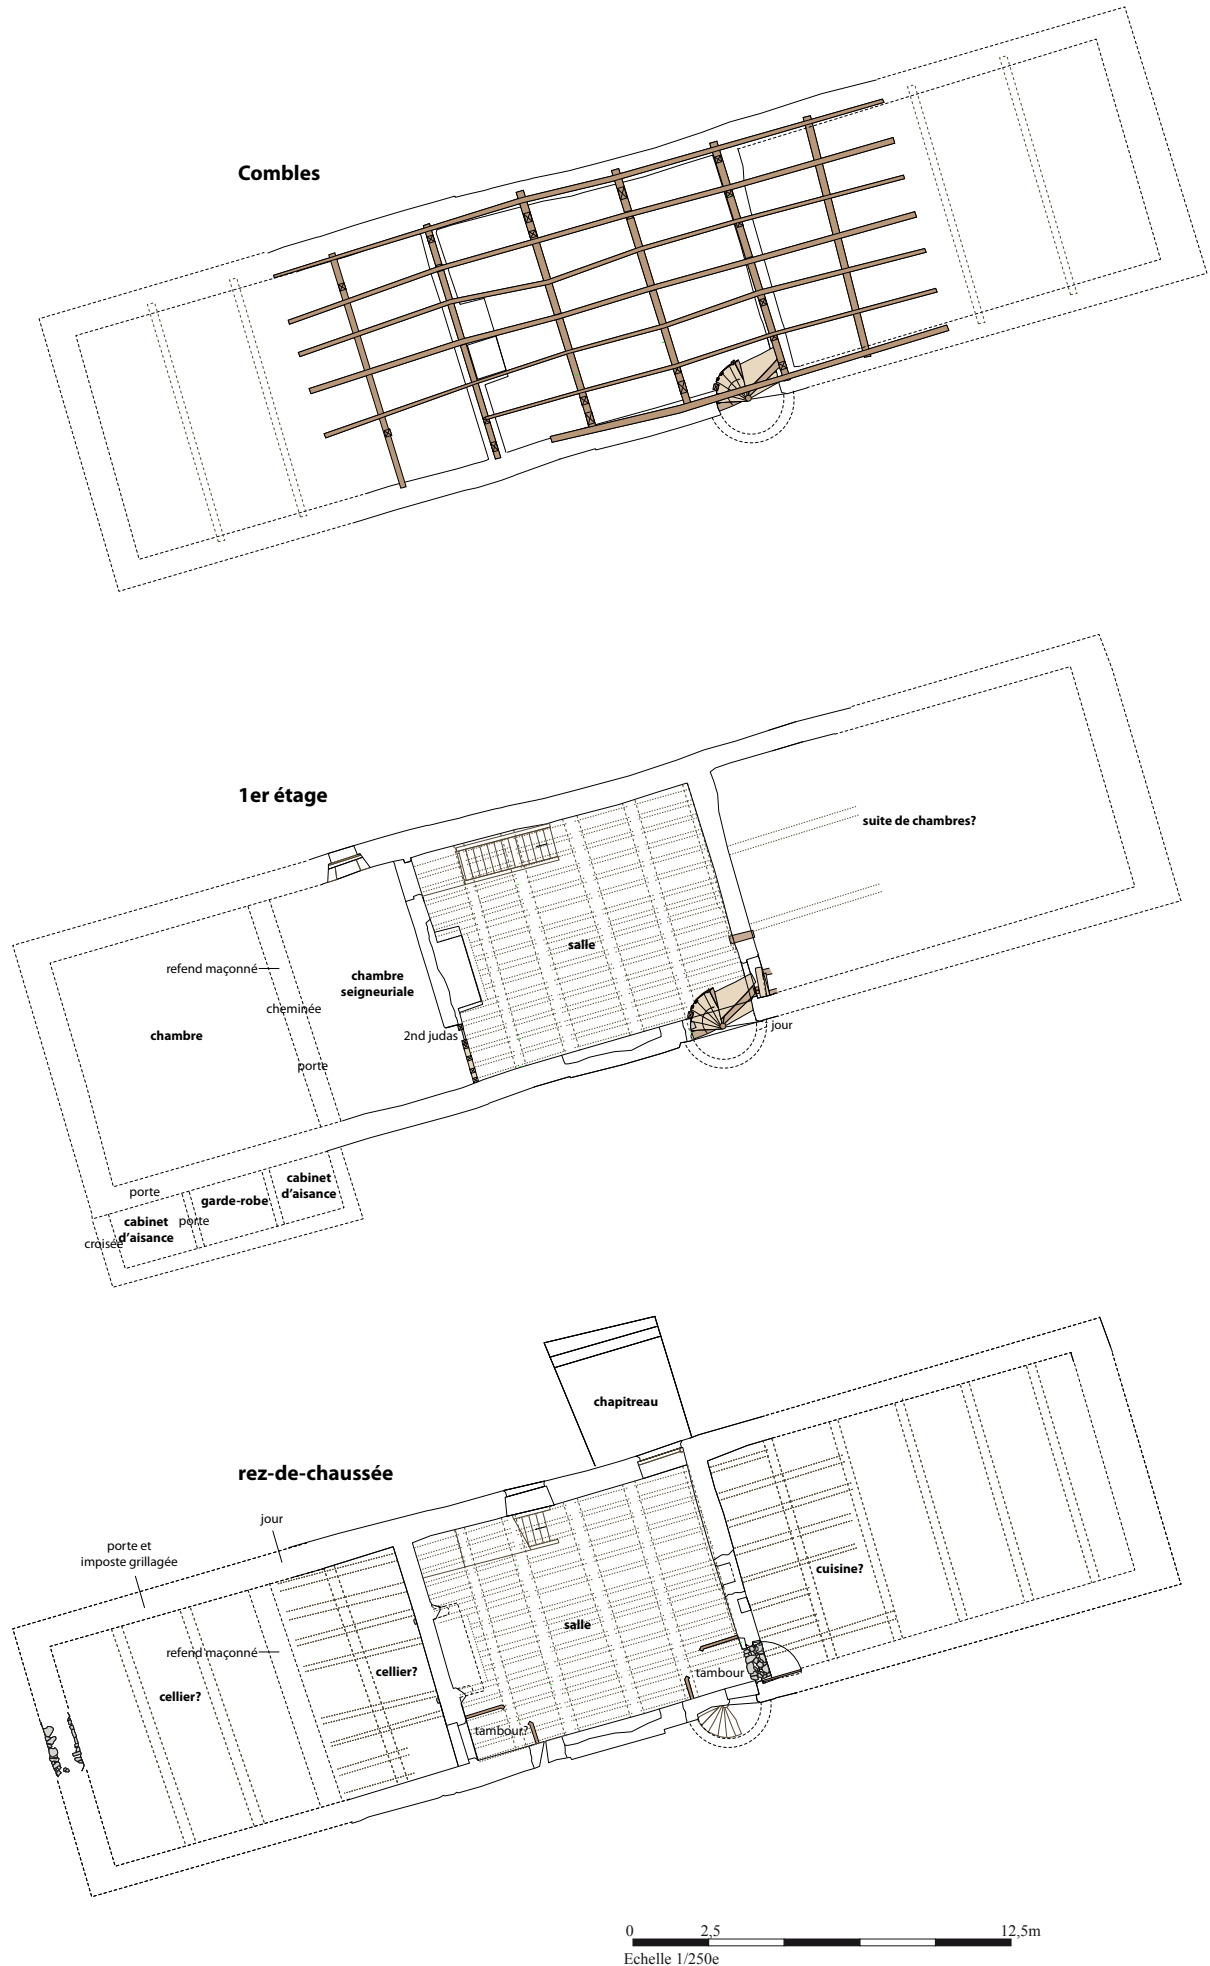 Combles
1er étage
suite de chambres?
salle
refend maçonné
chambre
seigneuriale
cheminée
chambre
2nd judas
jour
porte
cabinet
d'aisance
porte
garde-robe
cabinet
d'aisance
porte
croisée
chapitreau
rez-de-chaussée
jour
porte et
imposte grillagée
cuisine?
salle
refend maçonné
cellier?
tambour
cellier?
tambour?
0 2,5 12,5m
Echelle 1/250e